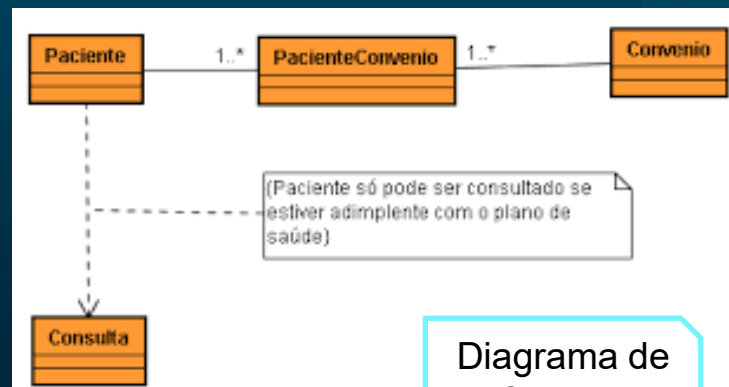 Paciente
1..*
PacienteConvenio
1..*
Convenio
{Paciente só pode ser consultado se
estiver adimplente com o plano de
saúde}
Consulta
Diagrama de